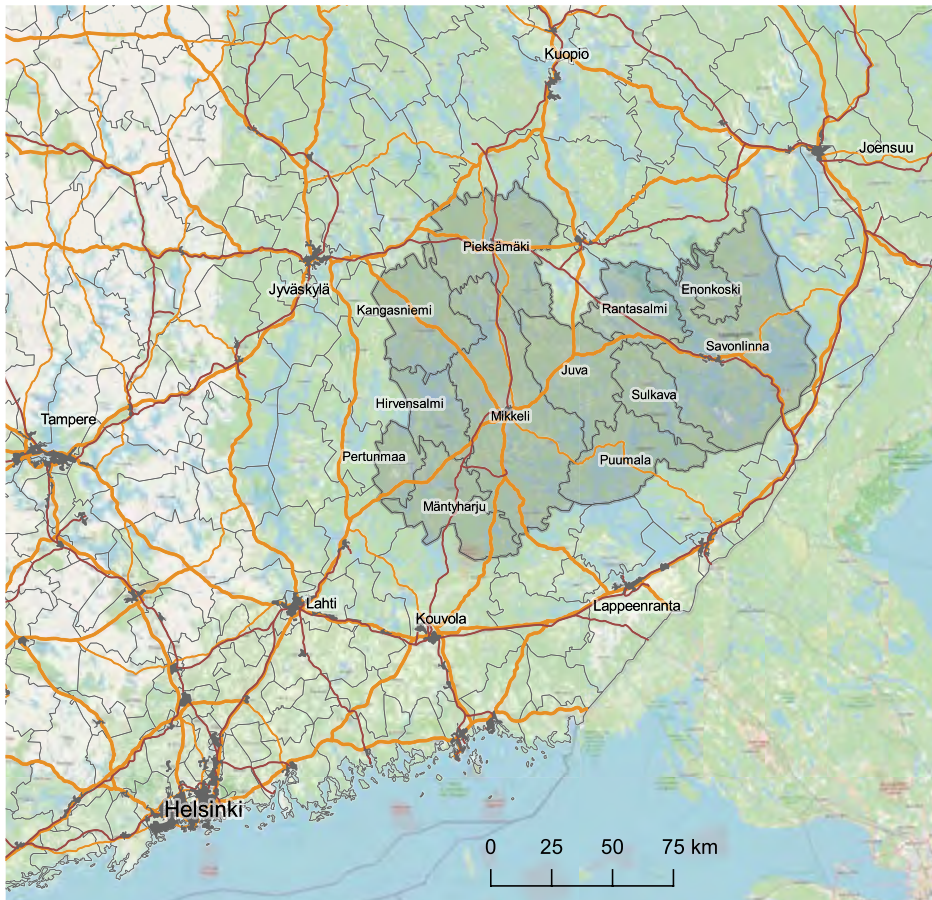 Kuopio
Joensuu
Pieksämäki
Jyväskylä
Enonkoski
Kangasniemi
Rantasalmi
Savonlinna
Juva
Sulkava
Hirvensalmi
Mikkeli
Tampere
Pertunmaa
Puumala
Mäntyharju
Lahti
Lappeenranta
Kouvola
Helsinki
0 25 50 75 km